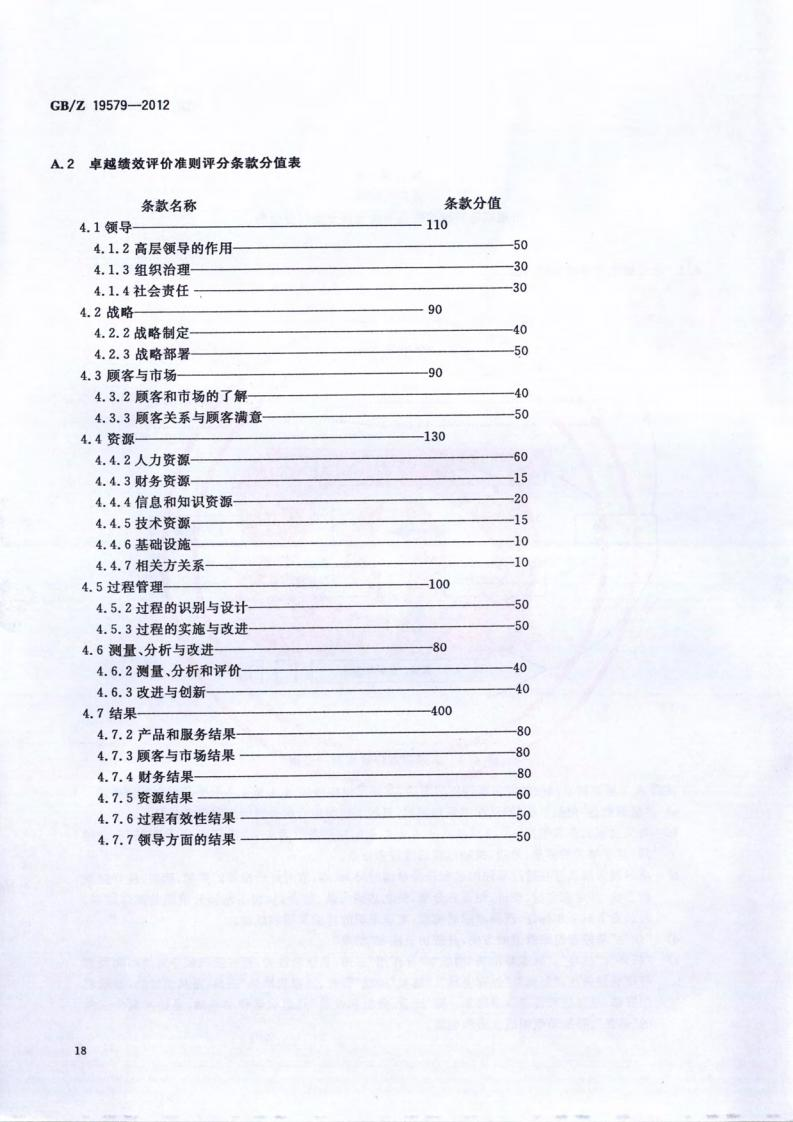 GB/Z 19579—2012
A.2 卓越绩效评价准则评分条款分值表
条款名称 条款分值
4.1领导 110
4.1.2高层领导的作用 50
4.1.3组织治理 30
4.1.4社会责任 30
4.2战略 90
4.2.2战略制定 40
4.2.3战略部署 50
4.3顾客与市场 90
4.3.2顾客和市场的了解 40
4.3.3顾客关系与顾客满意 50
4.4资源 130
4.4.2人力资源 60
4.4.3财务资源 15
4.4.4信息和知识资源 20
4.4.5技术资源 15
4.4.6基础设施 10
4.4.7相关方关系 10
4.5过程管理 100
4.5.2过程的识别与设计 50
4.5.3过程的实施与改进 50
4.6测量、分析与改进 80
4.6.2测量、分析和评价 40
4.6.3改进与创新 40
4.7结果 400
4.7.2产品和服务结果 80
4.7.3顾客与市场结果 80
4.7.4财务结果 80
4.7.5资源结果 60
4.7.6过程有效性结果 50
4.7.7领导方面的结果 50
18